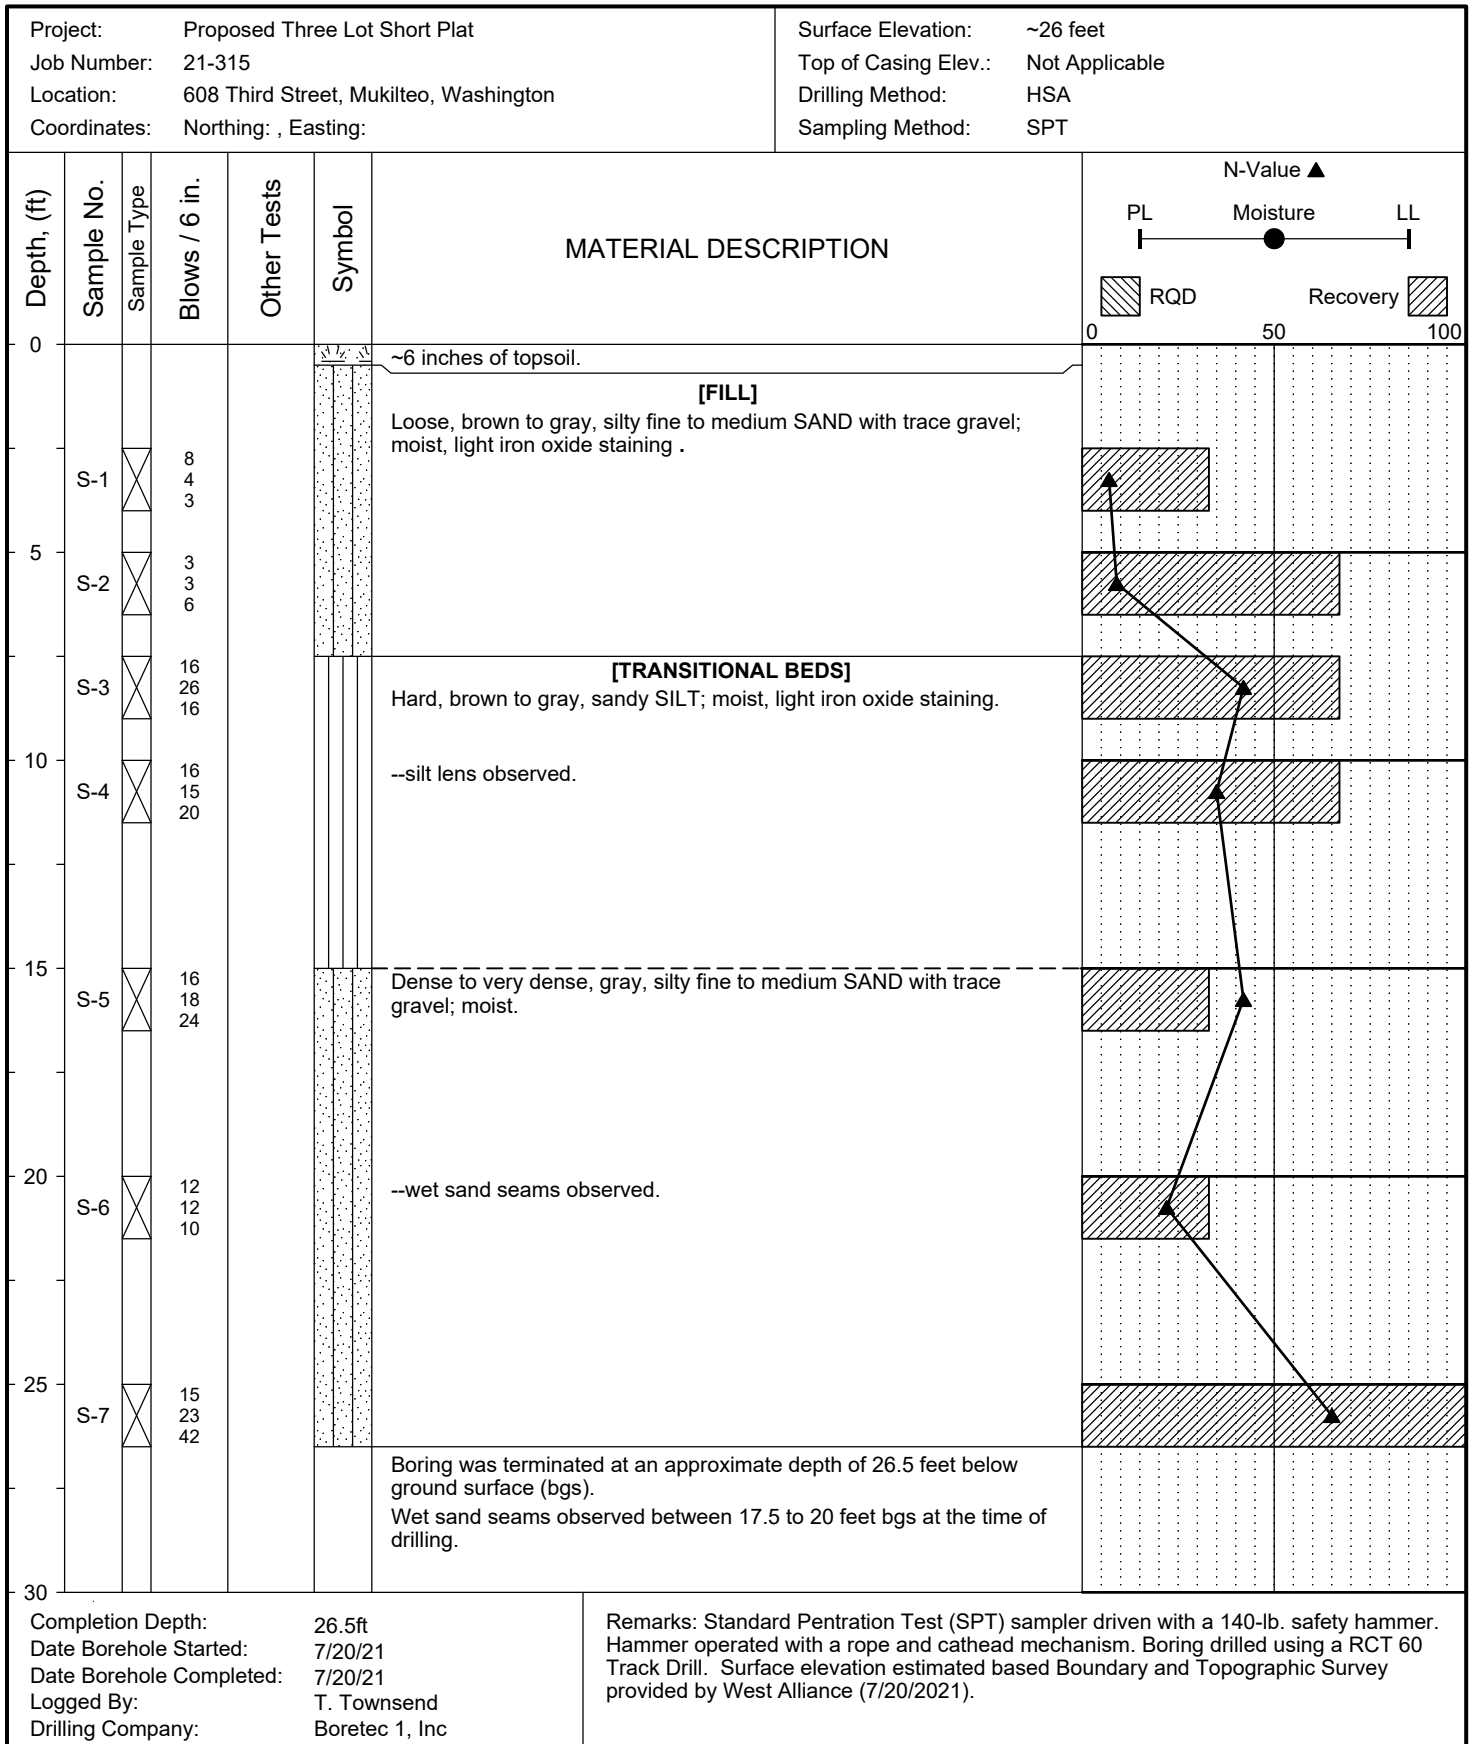 Project: Proposed Three Lot Short Plat
Job Number: 21-315
Location: 608 Third Street, Mukilteo, Washington
Coordinates: Northing: , Easting:
Surface Elevation: ~26 feet
Top of Casing Elev.: Not Applicable
Drilling Method: HSA
Sampling Method: SPT
Depth, (ft)
Sample No.
Sample Type
Blows / 6 in.
Other Tests
Symbol
MATERIAL DESCRIPTION
N-Value
PL Moisture LL
RQD Recovery
0 50 100
0
~6 inches of topsoil.
[FILL]
Loose, brown to gray, silty fine to medium SAND with trace gravel;
moist, light iron oxide staining .
S-1
8
4
3
5
S-2
3
3
6
[TRANSITIONAL BEDS]
Hard, brown to gray, sandy SILT; moist, light iron oxide staining.
S-3
16
26
16
10
--silt lens observed.
S-4
16
15
20
15
Dense to very dense, gray, silty fine to medium SAND with trace
gravel; moist.
S-5
16
18
24
20
--wet sand seams observed.
S-6
12
12
10
25
S-7
15
23
42
Boring was terminated at an approximate depth of 26.5 feet below
ground surface (bgs).
Wet sand seams observed between 17.5 to 20 feet bgs at the time of
drilling.
30
Completion Depth: 26.5ft
Date Borehole Started: 7/20/21
Date Borehole Completed: 7/20/21
Logged By: T. Townsend
Drilling Company: Boretec 1, Inc
Remarks: Standard Pentration Test (SPT) sampler driven with a 140-lb. safety hammer.
Hammer operated with a rope and cathead mechanism. Boring drilled using a RCT 60
Track Drill. Surface elevation estimated based Boundary and Topographic Survey
provided by West Alliance (7/20/2021).